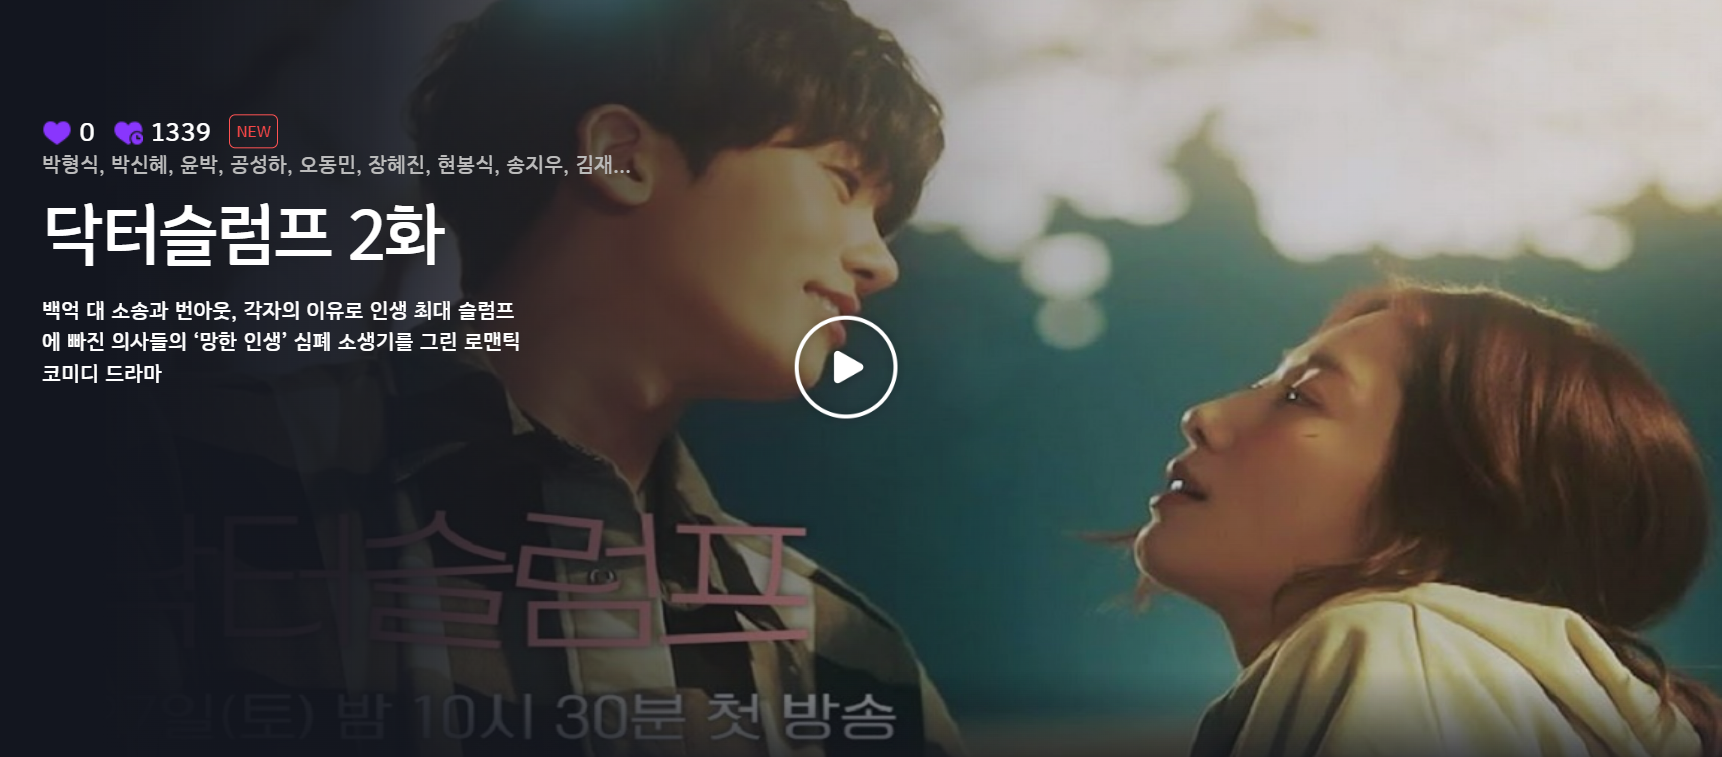 0 1339 NEW
박형식, 박신혜, 윤박, 공성하, 오동민, 장혜진, 현봉식, 송지우, 김재...
닥터슬럼프 2화
백억 대 소송과 번아웃, 각자의 이유로 인생 최대 슬럼프
에 빠진 의사들의 ‘망한 인생’ 심폐 소생기를 그린 로맨틱
코미디 드라마
닥터슬럼프
일(토) 밤 10시 30분 첫 방송